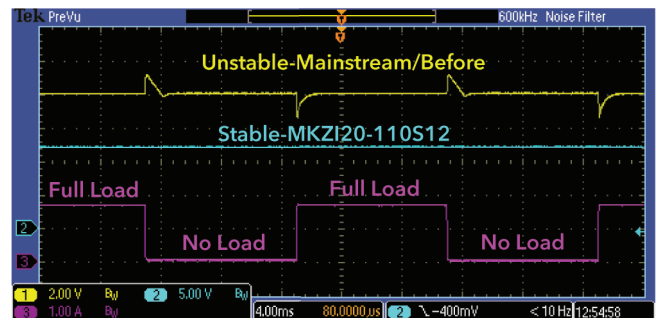 Tek PreVu 600kHz Noise Filter
Unstable-Mainstream/Before
Stable-MKZI20-110S12
Full Load Full Load
No Load No Load
2
3
1 2.00 V BW 2 5.00 V BW
3 1.00 A BW 4.00ms 80.0000µs 2 \-400mV <10 Hz 12:54:58